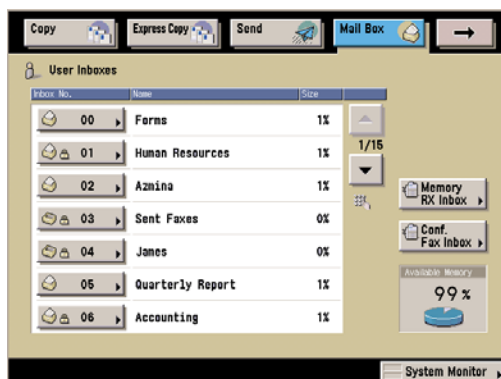 Copy Express Copy Send Mail Box
User Inboxes
Inbox No. Name Size
00 Forms 1%
01 Human Resources 1%
02 Azmina 1%
03 Sent Faxes 0%
04 James 0%
05 Quarterly Report 1%
06 Accounting 1%
1/15
Memory
RX Inbox
Conf.
Fax Inbox
Available Memory
99 %
System Monitor